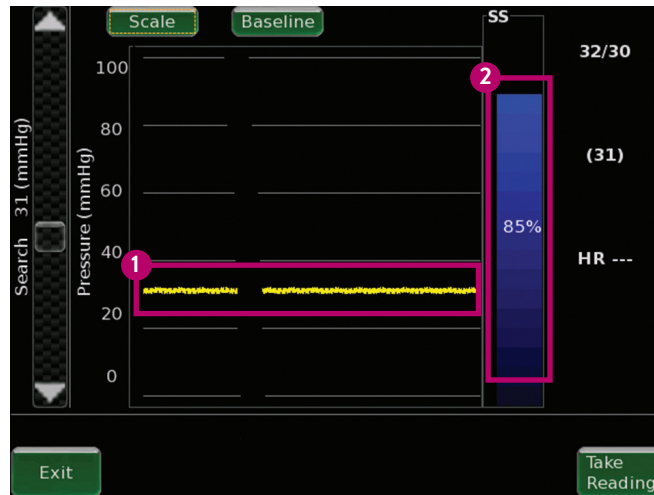 Scale
Baseline
SS
32/30
(31)
HR ---
Search 31 (mmHg)
Pressure (mmHg)
100
80
60
40
20
0
1
2
85%
Exit
Take
Reading